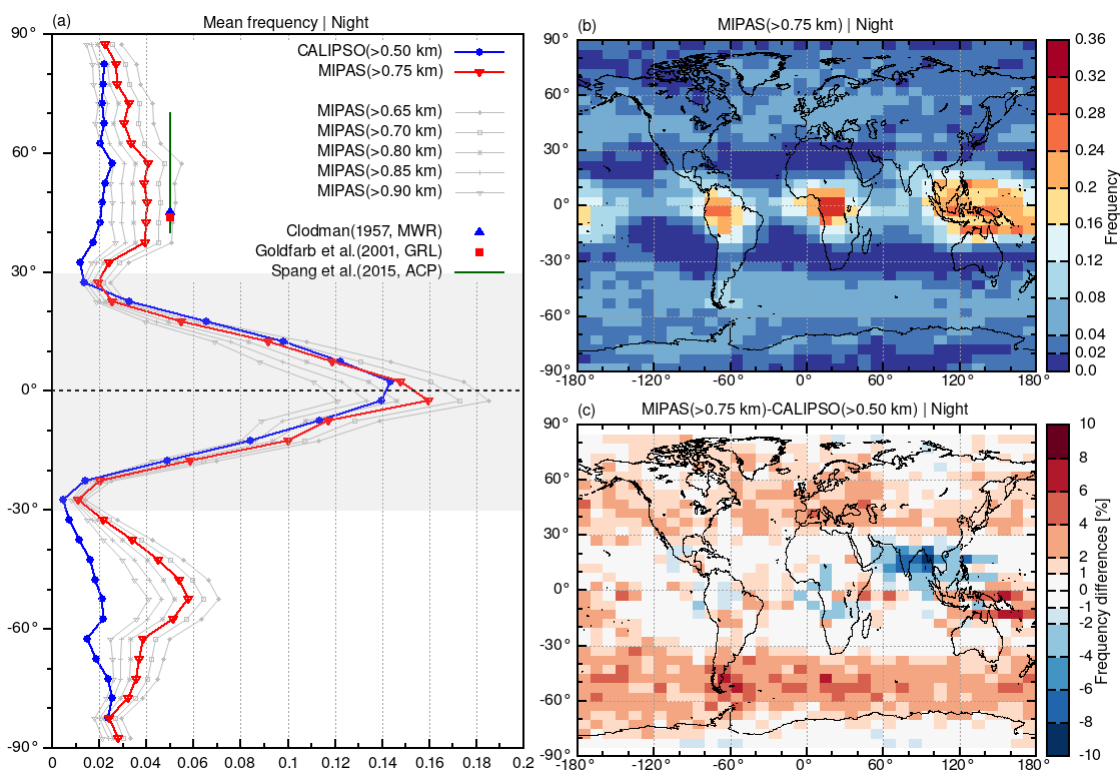 (a)
Mean frequency | Night
90°
60°
30°
0°
-30°
-60°
-90°
CALIPSO(>0.50 km)
MIPAS(>0.75 km)
MIPAS(>0.65 km)
MIPAS(>0.70 km)
MIPAS(>0.80 km)
MIPAS(>0.85 km)
MIPAS(>0.90 km)
Clodman(1957, MWR)
Goldfarb et al.(2001, GRL)
Spang et al.(2015, ACP)
0 0.02 0.04 0.06 0.08 0.1 0.12 0.14 0.16 0.18 0.2
(b)
MIPAS(>0.75 km) | Night
90°
60°
30°
0°
-30°
-60°
-90°
-180° -120° -60° 0° 60° 120° 180°
0.36
0.32
0.28
0.24
0.2
0.16
0.12
0.08
0.04
0.02
0.0
Frequency
(c)
MIPAS(>0.75 km)-CALIPSO(>0.50 km) | Night
90°
60°
30°
0°
-30°
-60°
-90°
-180° -120° -60° 0° 60° 120° 180°
10
8
6
4
2
1
0
-1
-2
-4
-6
-8
-10
Frequency differences [%]